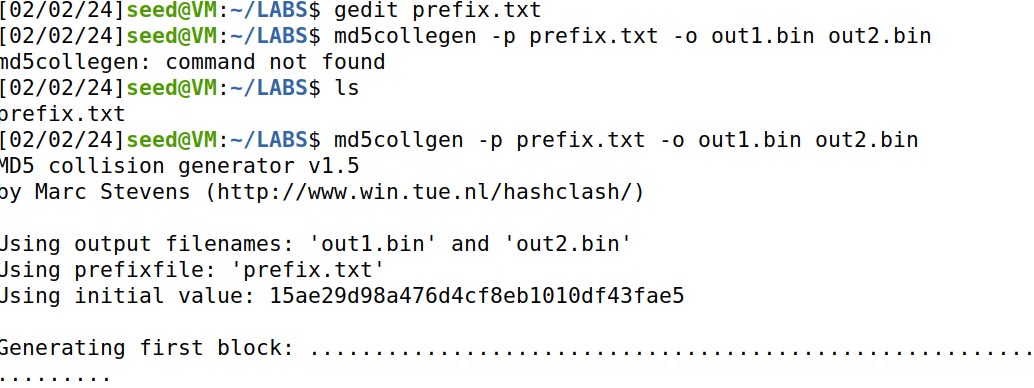 [02/02/24]seed@VM:~/LABS$ gedit prefix.txt
[02/02/24]seed@VM:~/LABS$ md5collegen -p prefix.txt -o out1.bin out2.bin
md5collegen: command not found
[02/02/24]seed@VM:~/LABS$ ls
prefix.txt
[02/02/24]seed@VM:~/LABS$ md5collgen -p prefix.txt -o out1.bin out2.bin
MD5 collision generator v1.5
by Marc Stevens (http://www.win.tue.nl/hashclash/)
Using output filenames: 'out1.bin' and 'out2.bin'
Using prefixfile: 'prefix.txt'
Using initial value: 15ae29d98a476d4cf8eb1010df43fae5
Generating first block: ........................................................
.........